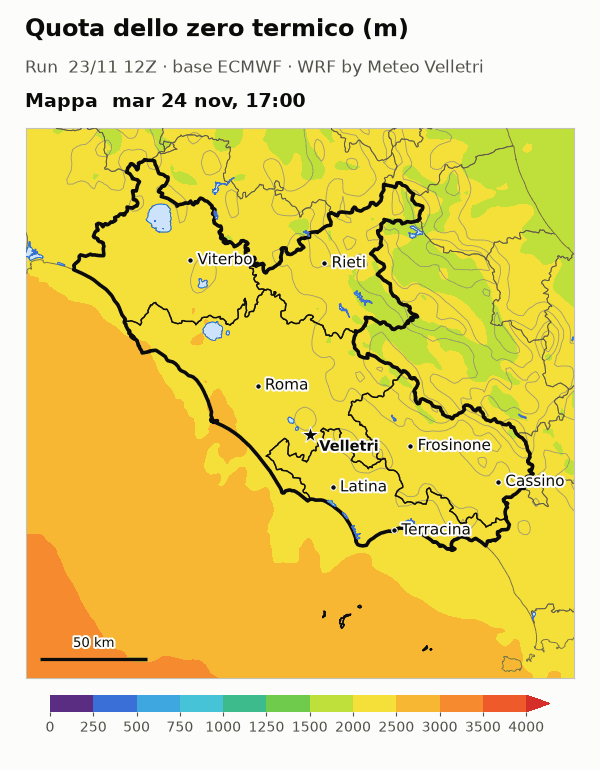 Quota dello zero termico (m)
Run 23/11 12Z · base ECMWF · WRF by Meteo Velletri
Mappa mar 24 nov, 17:00
Viterbo
Rieti
Roma
Velletri
Frosinone
Cassino
Latina
Terracina
50 km
0 250 500 750 1000 1250 1500 2000 2500 3000 3500 4000